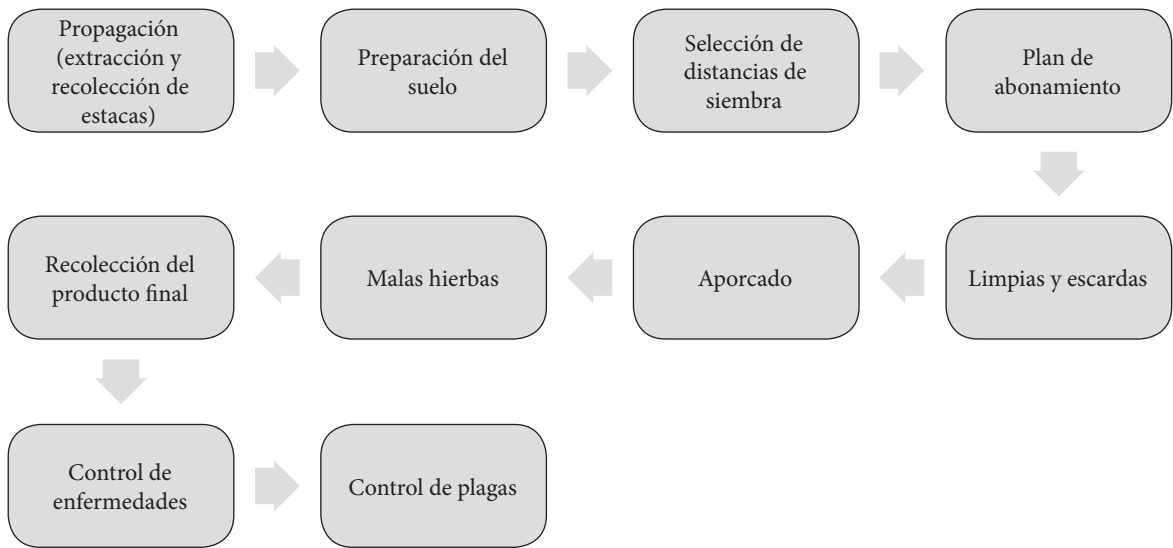 Propagación
(extracción y
recolección de
estacas)
Preparación del
suelo
Selección de
distancias de
siembra
Plan de
abonamiento
Limpias y escardas
Aporcado
Malas hierbas
Recolección del
producto final
Control de
enfermedades
Control de plagas